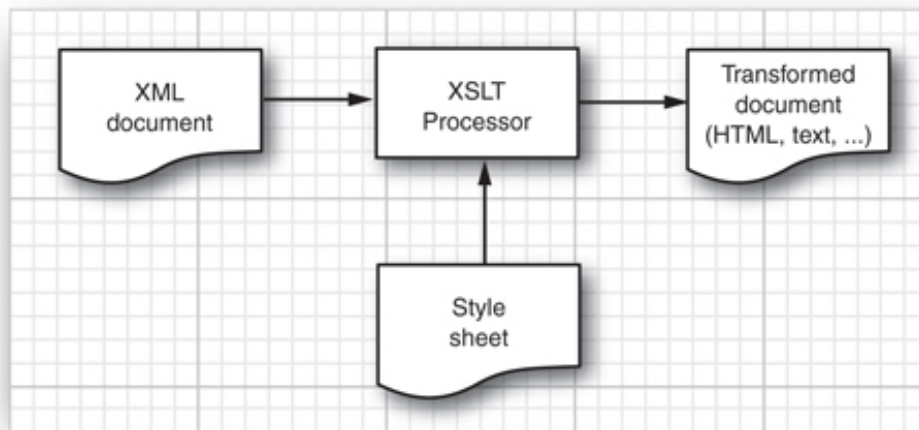 XML
document
XSLT
Processor
Transformed
document
(HTML, text, ...)
Style
sheet